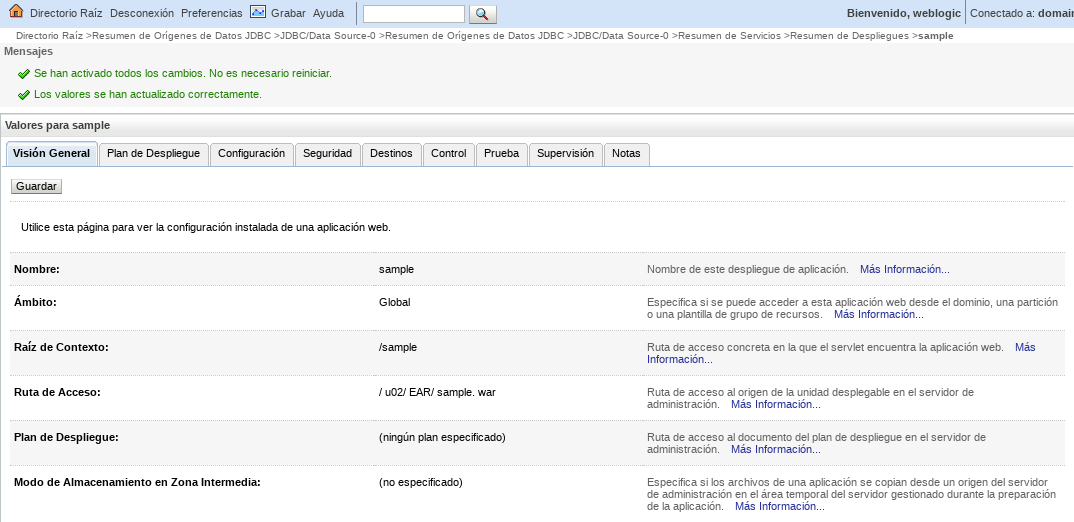 Directorio Raíz Desconexión Preferencias Grabar Ayuda Bienvenido, weblogic Conectado a: domain
Directorio Raíz >Resumen de Orígenes de Datos JDBC >JDBC/Data Source-0 >Resumen de Orígenes de Datos JDBC >JDBC/Data Source-0 >Resumen de Servicios >Resumen de Despliegues >sample
Mensajes
Se han activado todos los cambios. No es necesario reiniciar.
Los valores se han actualizado correctamente.
Valores para sample
Visión General Plan de Despliegue Configuración Seguridad Destinos Control Prueba Supervisión Notas
Guardar
Utilice esta página para ver la configuración instalada de una aplicación web.
Nombre: sample Nombre de este despliegue de aplicación. Más Información...
Ámbito: Global Especifica si se puede acceder a esta aplicación web desde el dominio, una partición
o una plantilla de grupo de recursos. Más Información...
Raíz de Contexto: /sample Ruta de acceso concreta en la que el servlet encuentra la aplicación web. Más
Información...
Ruta de Acceso: / u02/ EAR/ sample. war Ruta de acceso al origen de la unidad desplegable en el servidor de
administración. Más Información...
Plan de Despliegue: (ningún plan especificado) Ruta de acceso al documento del plan de despliegue en el servidor de
administración. Más Información...
Modo de Almacenamiento en Zona Intermedia: (no especificado) Especifica si los archivos de una aplicación se copian desde un origen del servidor
de administración en el área temporal del servidor gestionado durante la preparación
de la aplicación. Más Información...